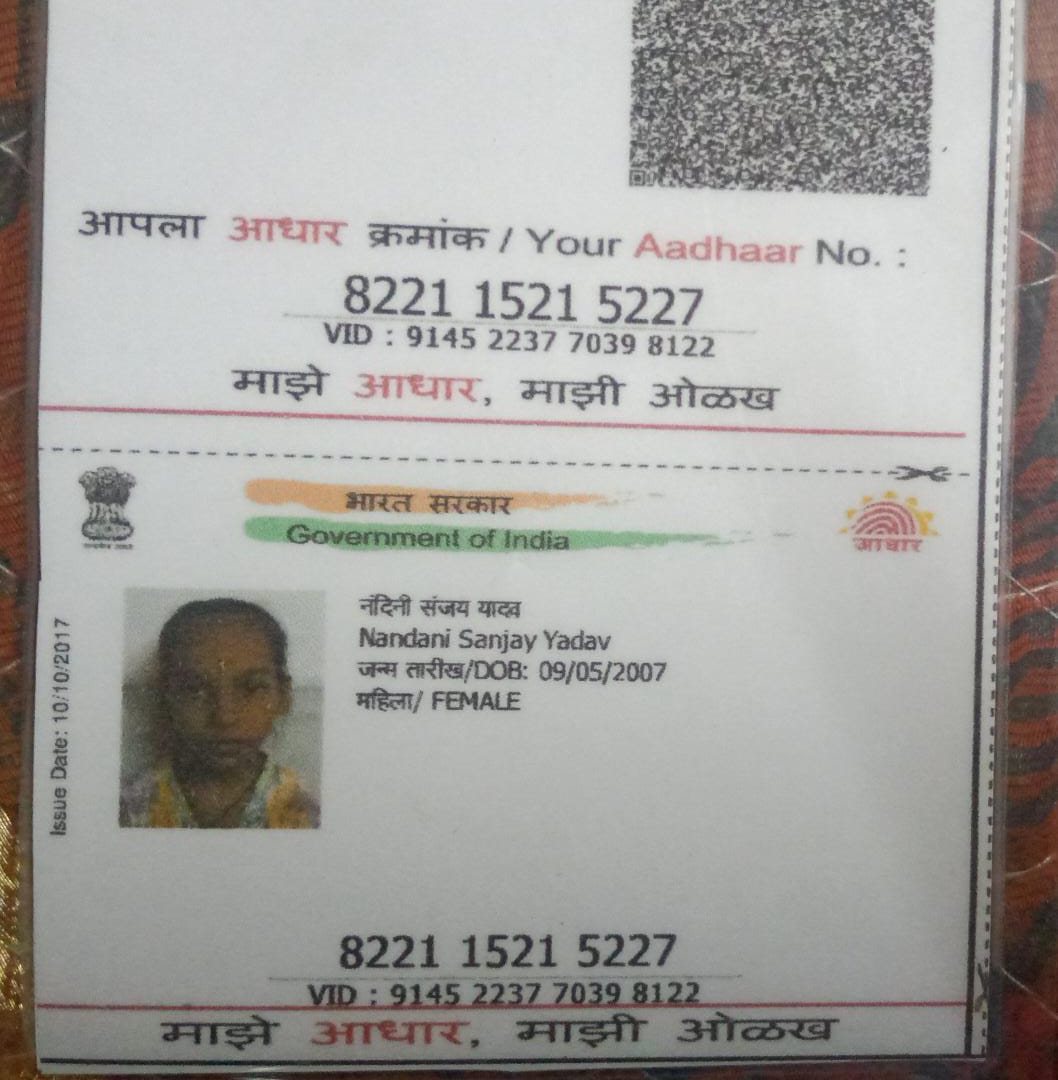 आपला आधार क्रमांक / Your Aadhaar No. :
8221 1521 5227
VID : 9145 2237 7039 8122
माझे आधार, माझी ओळख
भारत सरकार
Government of India
आधार
Issue Date: 10/10/2017
नंदिनी संजय यादव
Nandani Sanjay Yadav
जन्म तारीख/DOB: 09/05/2007
महिला/ FEMALE
8221 1521 5227
VID : 9145 2237 7039 8122
माझे आधार, माझी ओळख